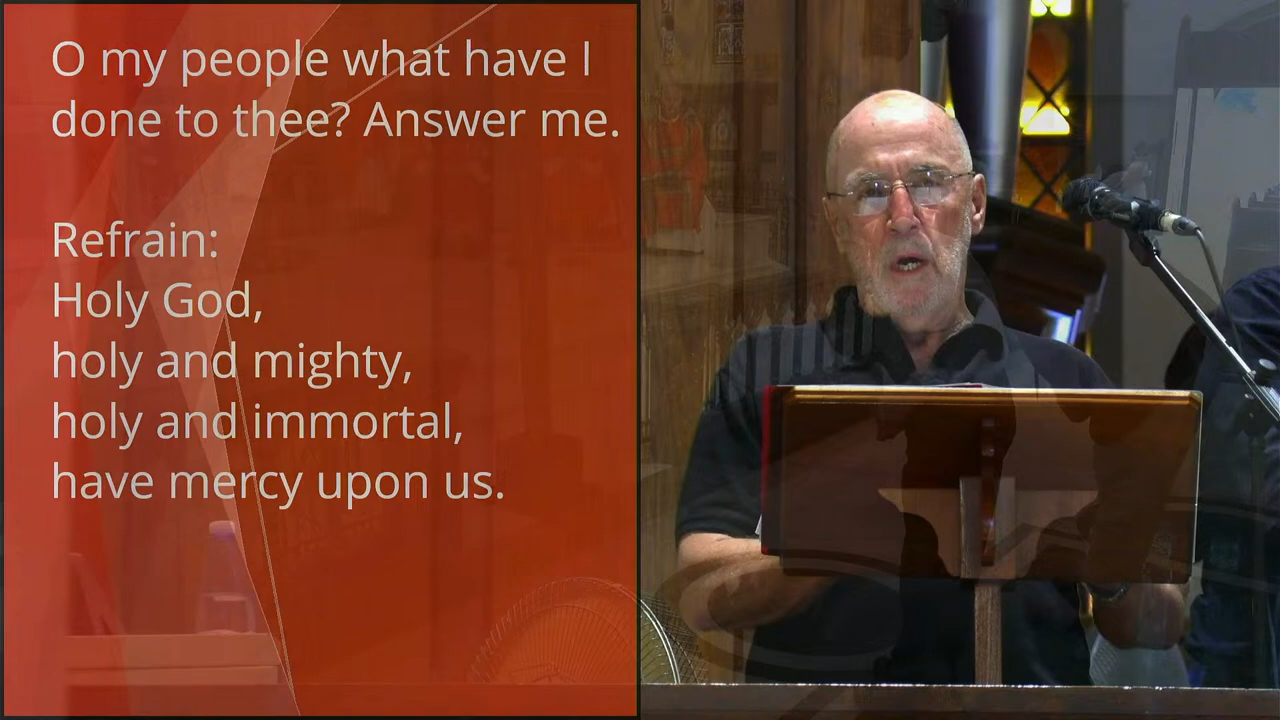 O my people what have I
done to thee? Answer me.
Refrain:
Holy God,
holy and mighty,
holy and immortal,
have mercy upon us.